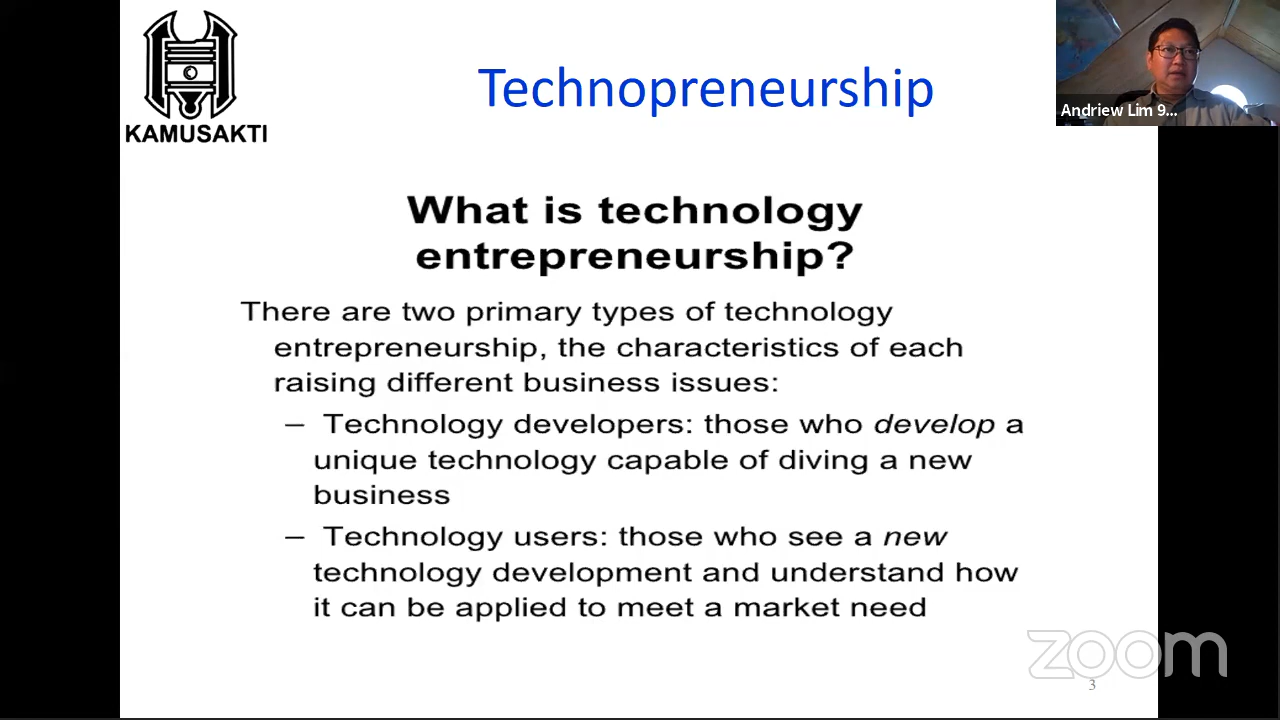 KAMUSAKTI
Technopreneurship
Andriew Lim 9...
What is technology
entrepreneurship?
There are two primary types of technology
entrepreneurship, the characteristics of each
raising different business issues:
– Technology developers: those who develop a
unique technology capable of diving a new
business
– Technology users: those who see a new
technology development and understand how
it can be applied to meet a market need
zoom
3